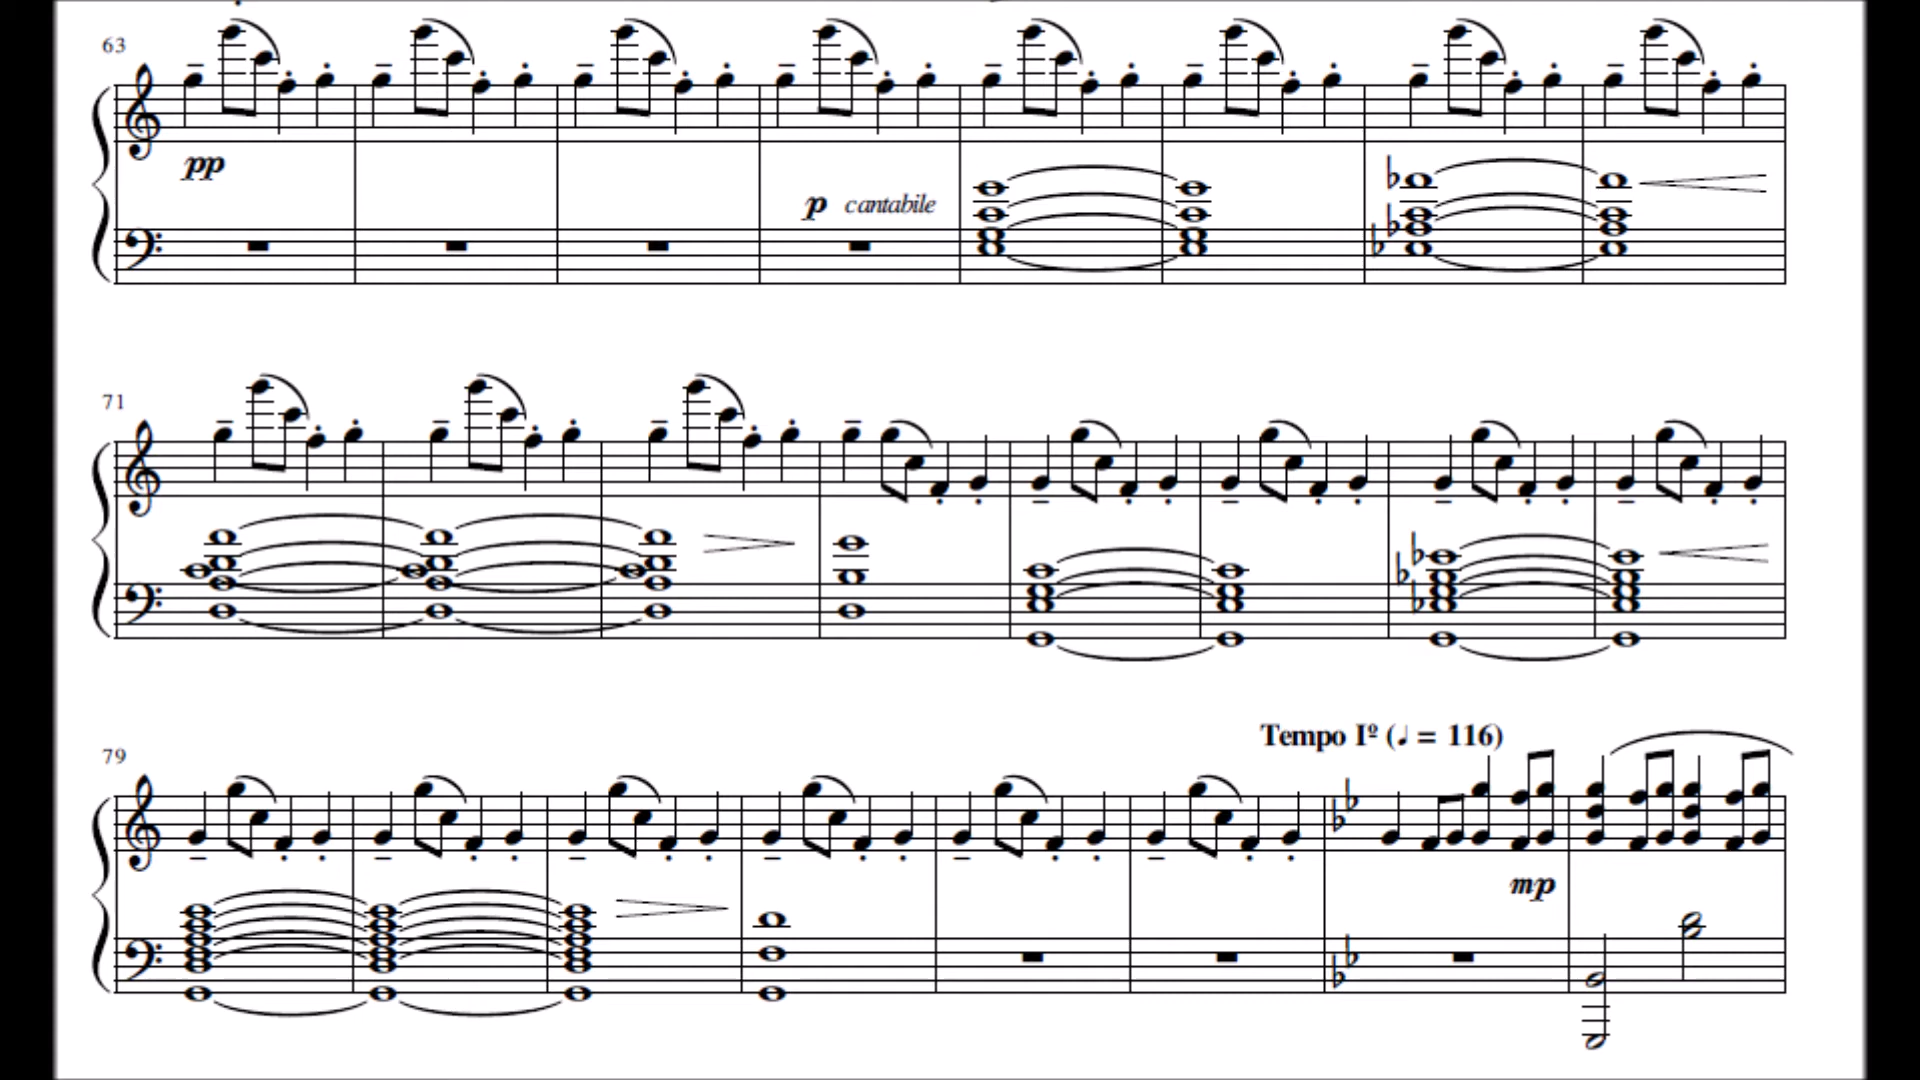 63
pp
p cantabile
71
79
Tempo Iº (♩ = 116)
mp